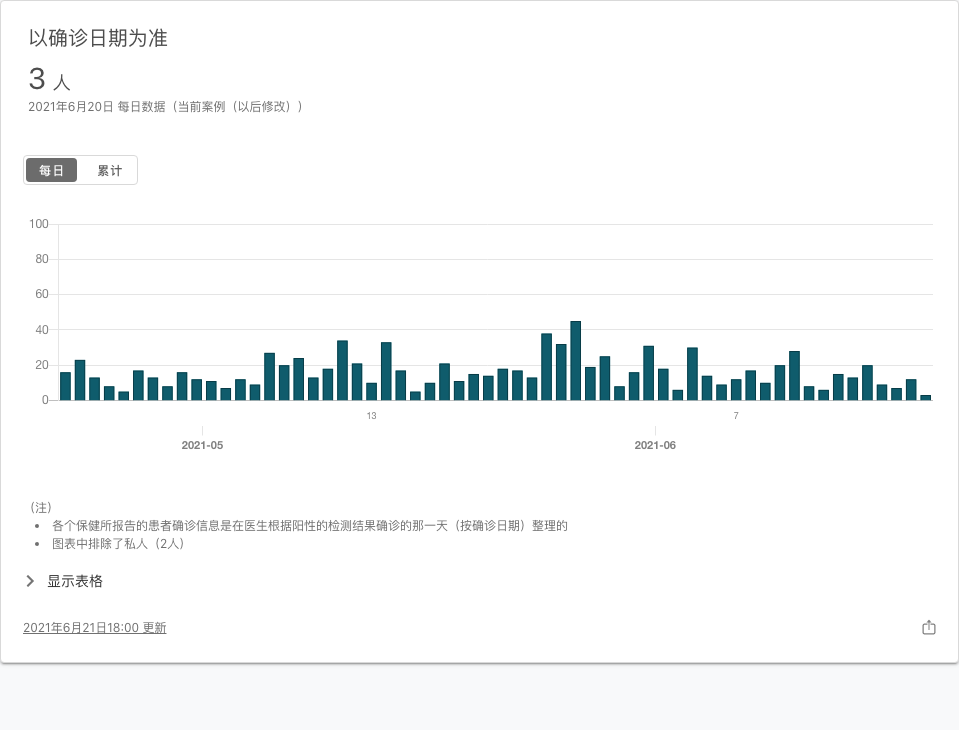 以确诊日期为准
3 人
2021年6月20日 每日数据（当前案例（以后修改））
每日 累计
100
80
60
40
20
0
13 7
2021-05 2021-06
（注）
• 各个保健所报告的患者确诊信息是在医生根据阳性的检测结果确诊的那一天（按确诊日期）整理的
• 图表中排除了私人（2人）
显示表格
2021年6月21日18:00 更新